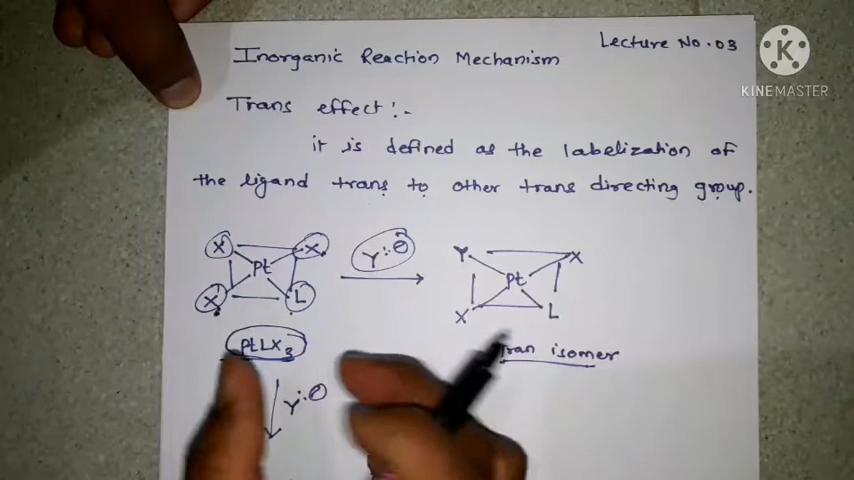 Lecture No. 03
Inorganic Reaction Mechanism
K
KINEMASTER
Trans effect:-
it is defined as the labelization of
the ligand trans to other trans directing group.
X X Y:⊖ Y X
Pt Pt
X L X L
PtLX3 Tran isomer
Y:⊖